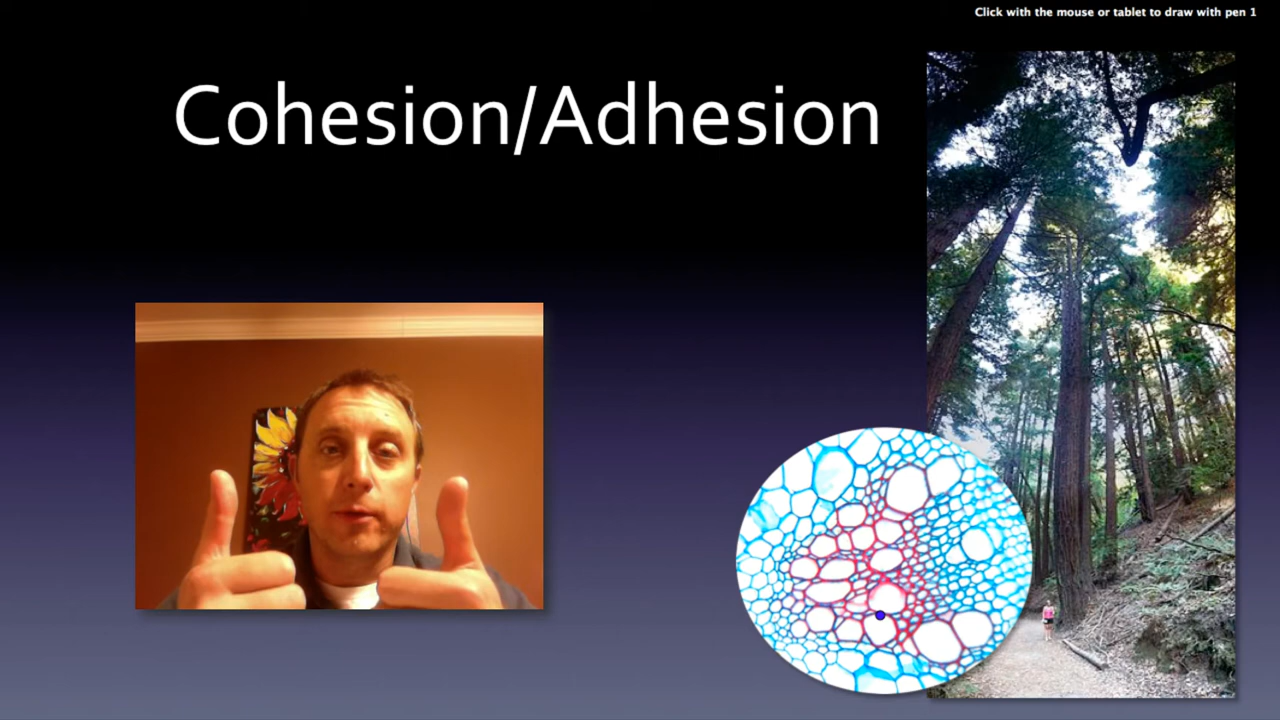 Click with the mouse or tablet to draw with pen 1
Cohesion/Adhesion